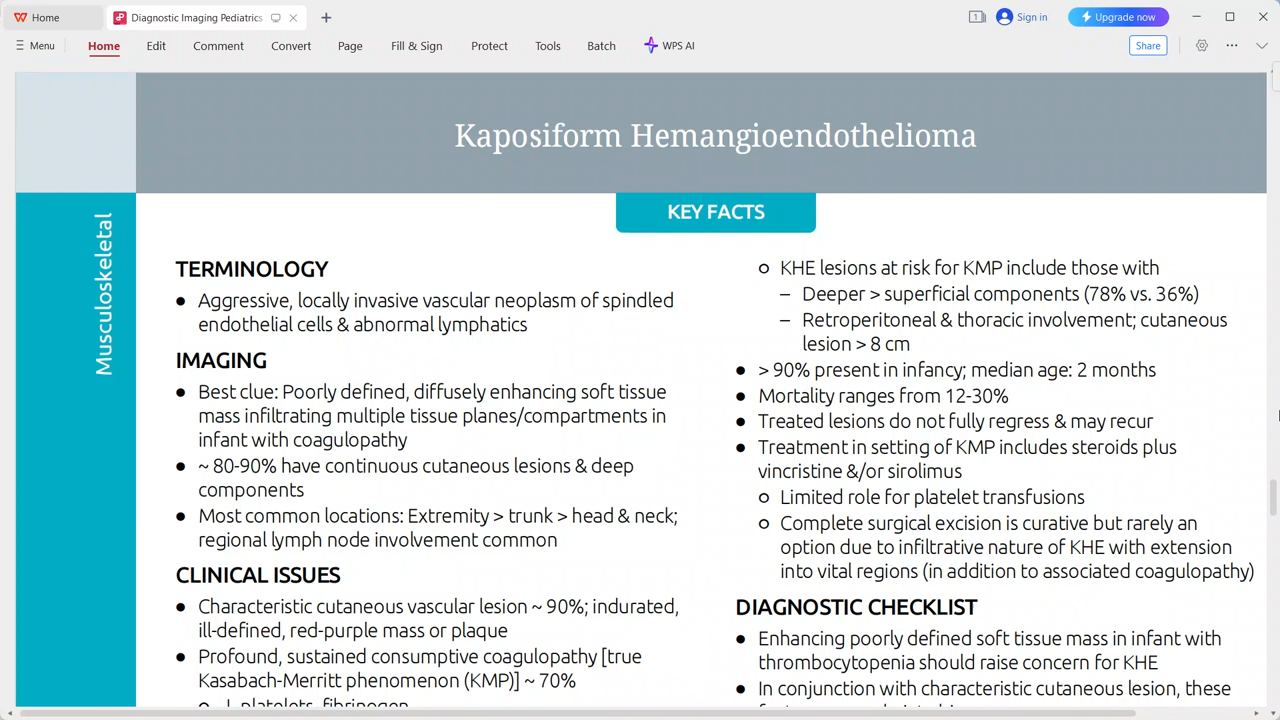 Home
Diagnostic Imaging Pediatrics
1
Sign in
Upgrade now
Menu
Home
Edit
Comment
Convert
Page
Fill & Sign
Protect
Tools
Batch
WPS AI
Share
Kaposiform Hemangioendothelioma
Musculoskeletal
KEY FACTS
TERMINOLOGY
• Aggressive, locally invasive vascular neoplasm of spindled
endothelial cells & abnormal lymphatics
IMAGING
• Best clue: Poorly defined, diffusely enhancing soft tissue
mass infiltrating multiple tissue planes/compartments in
infant with coagulopathy
• ~ 80-90% have continuous cutaneous lesions & deep
components
• Most common locations: Extremity > trunk > head & neck;
regional lymph node involvement common
CLINICAL ISSUES
• Characteristic cutaneous vascular lesion ~ 90%; indurated,
ill-defined, red-purple mass or plaque
• Profound, sustained consumptive coagulopathy [true
Kasabach-Merritt phenomenon (KMP)] ~ 70%
platelets, fibrinogen
o KHE lesions at risk for KMP include those with
– Deeper > superficial components (78% vs. 36%)
– Retroperitoneal & thoracic involvement; cutaneous
lesion > 8 cm
• > 90% present in infancy; median age: 2 months
• Mortality ranges from 12-30%
• Treated lesions do not fully regress & may recur
• Treatment in setting of KMP includes steroids plus
vincristine &/or sirolimus
o Limited role for platelet transfusions
o Complete surgical excision is curative but rarely an
option due to infiltrative nature of KHE with extension
into vital regions (in addition to associated coagulopathy)
DIAGNOSTIC CHECKLIST
• Enhancing poorly defined soft tissue mass in infant with
thrombocytopenia should raise concern for KHE
• In conjunction with characteristic cutaneous lesion, these